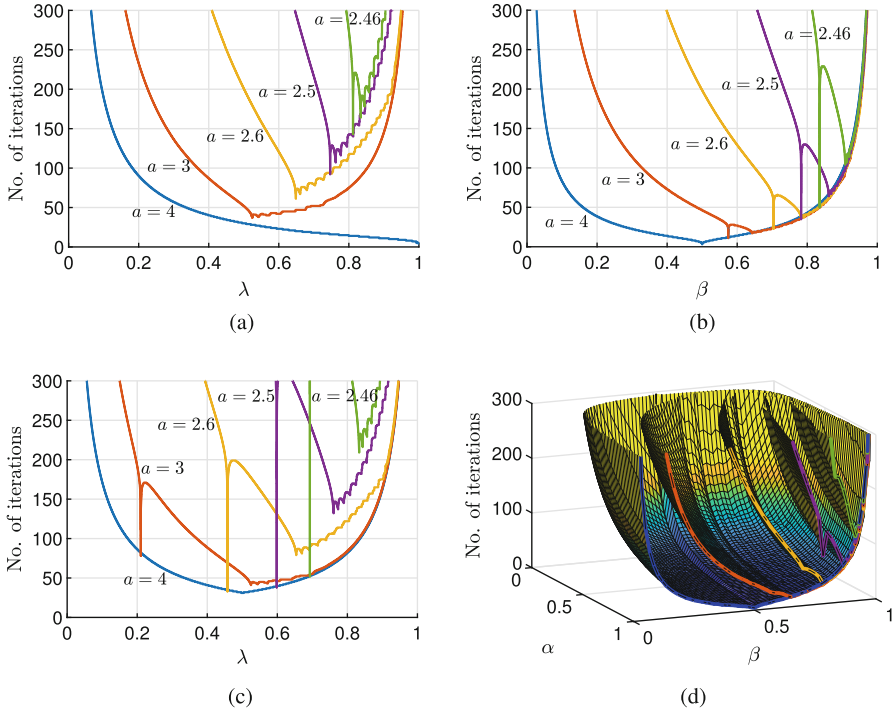 300
250
200
150
100
50
0
No. of iterations
a = 2.46
a = 2.5
a = 2.6
a = 3
a = 4
0 0.2 0.4 0.6 0.8 1
λ
(a)
300
250
200
150
100
50
0
No. of iterations
a = 2.46
a = 2.5
a = 2.6
a = 3
a = 4
0 0.2 0.4 0.6 0.8 1
β
(b)
300
250
200
150
100
50
0
No. of iterations
a = 2.5 a = 2.46
a = 2.6
a = 3
a = 4
0 0.2 0.4 0.6 0.8 1
λ
(c)
300
200
100
0
No. of iterations
0 0.5 1
α
0 0.5 1
β
(d)